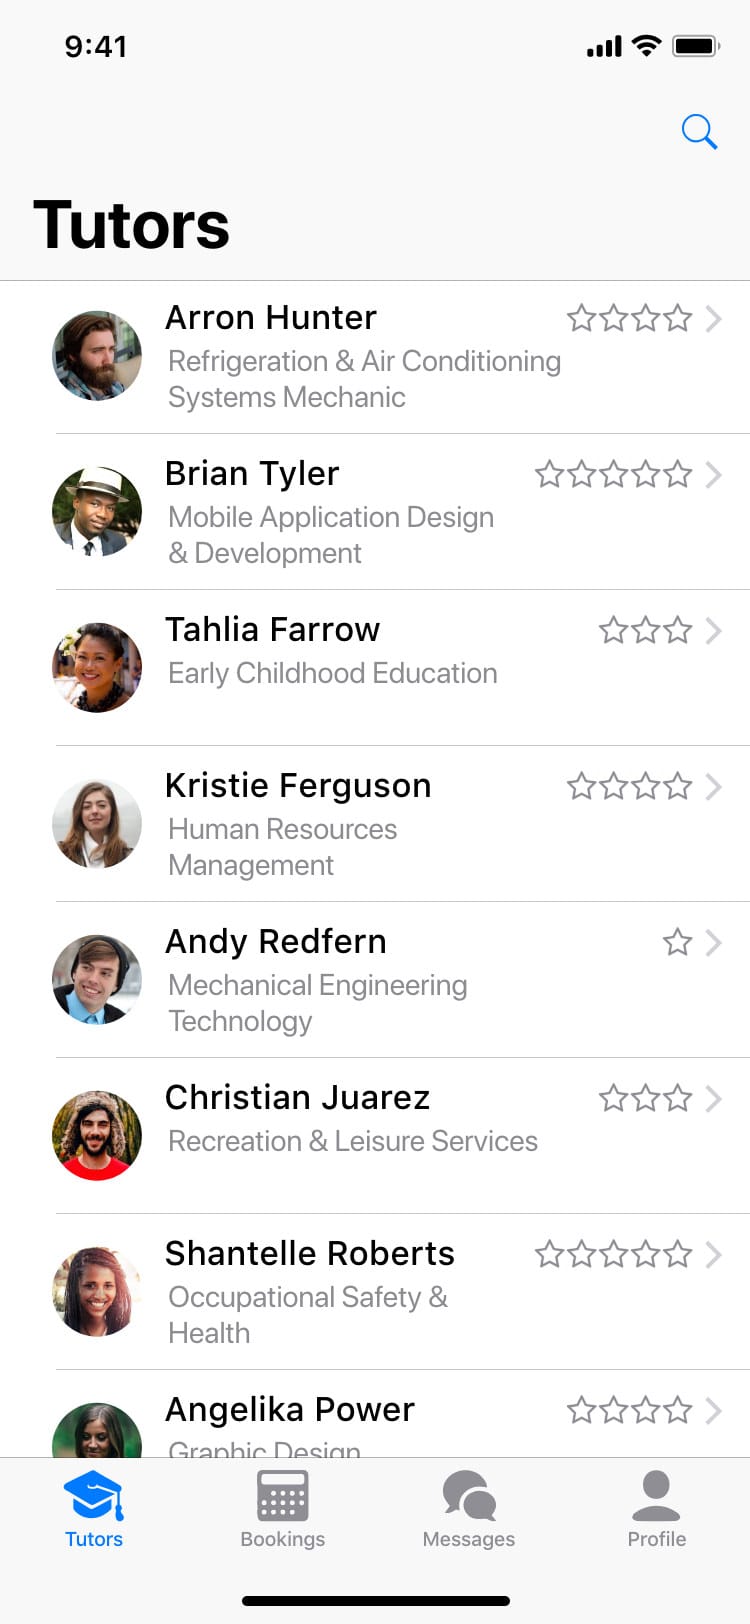 9:41
Tutors
Arron Hunter
Refrigeration & Air Conditioning
Systems Mechanic
Brian Tyler
Mobile Application Design
& Development
Tahlia Farrow
Early Childhood Education
Kristie Ferguson
Human Resources
Management
Andy Redfern
Mechanical Engineering
Technology
Christian Juarez
Recreation & Leisure Services
Shantelle Roberts
Occupational Safety &
Health
Angelika Power
Graphic Design
Tutors
Bookings
Messages
Profile